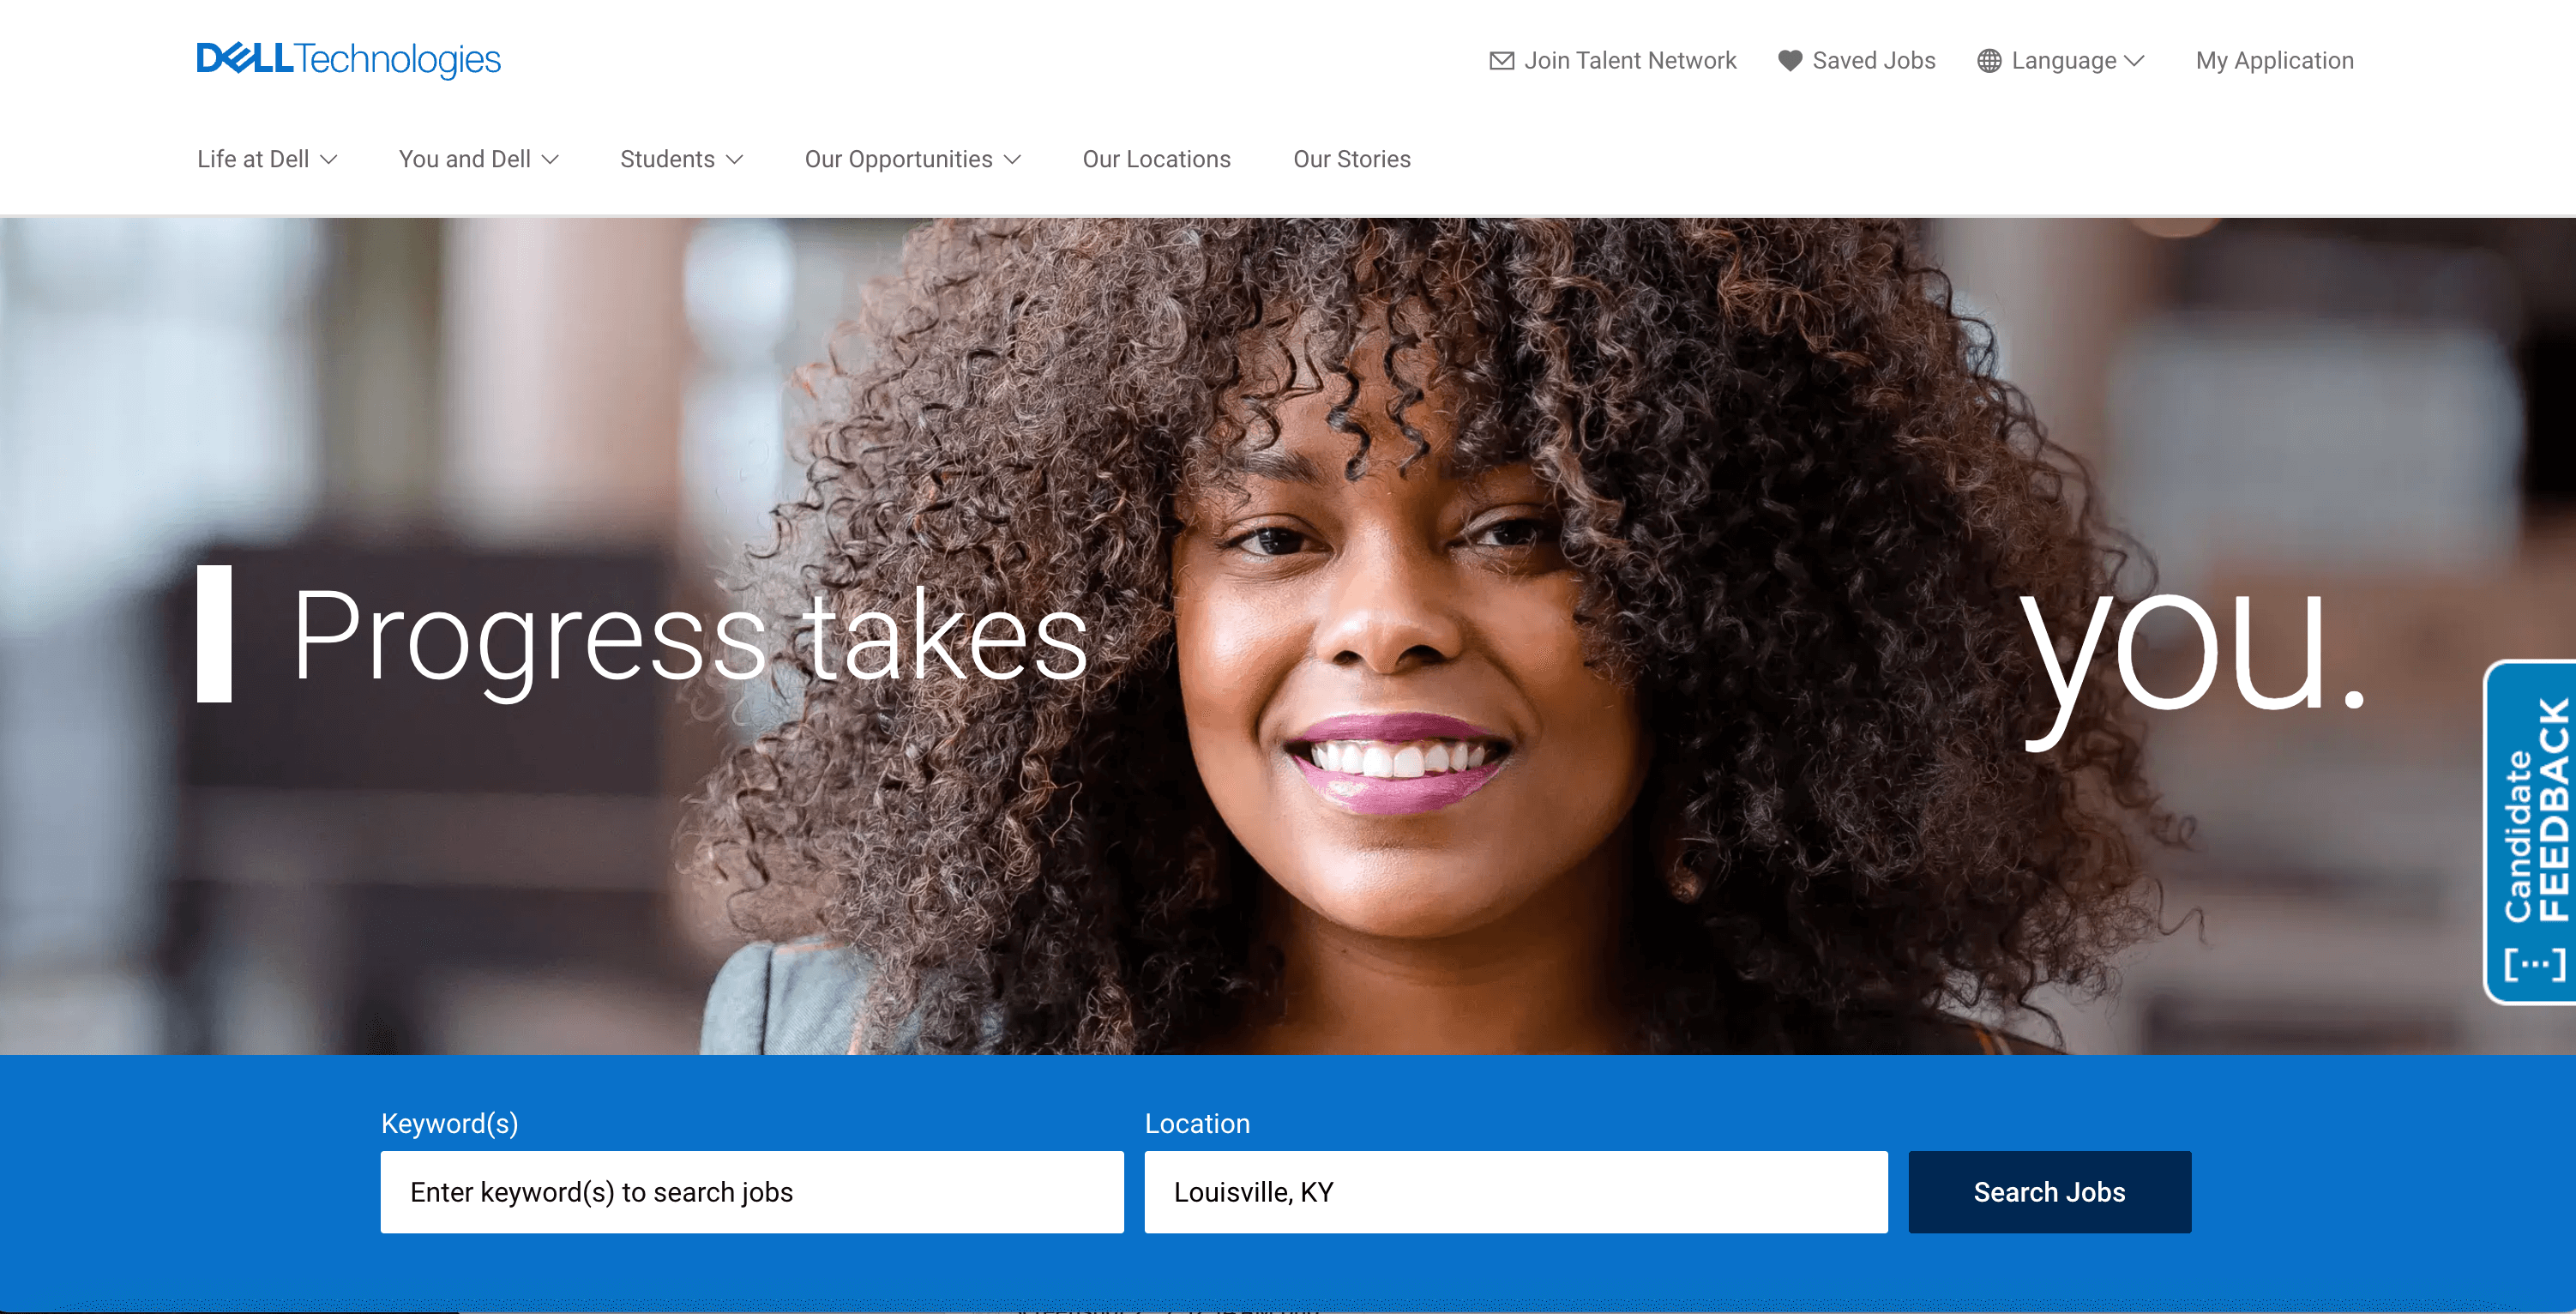 DELLTechnologies
Join Talent Network Saved Jobs Language My Application
Life at Dell You and Dell Students Our Opportunities Our Locations Our Stories
Progress takes you.
Candidate
FEEDBACK
Keyword(s) Location
Enter keyword(s) to search jobs Louisville, KY Search Jobs